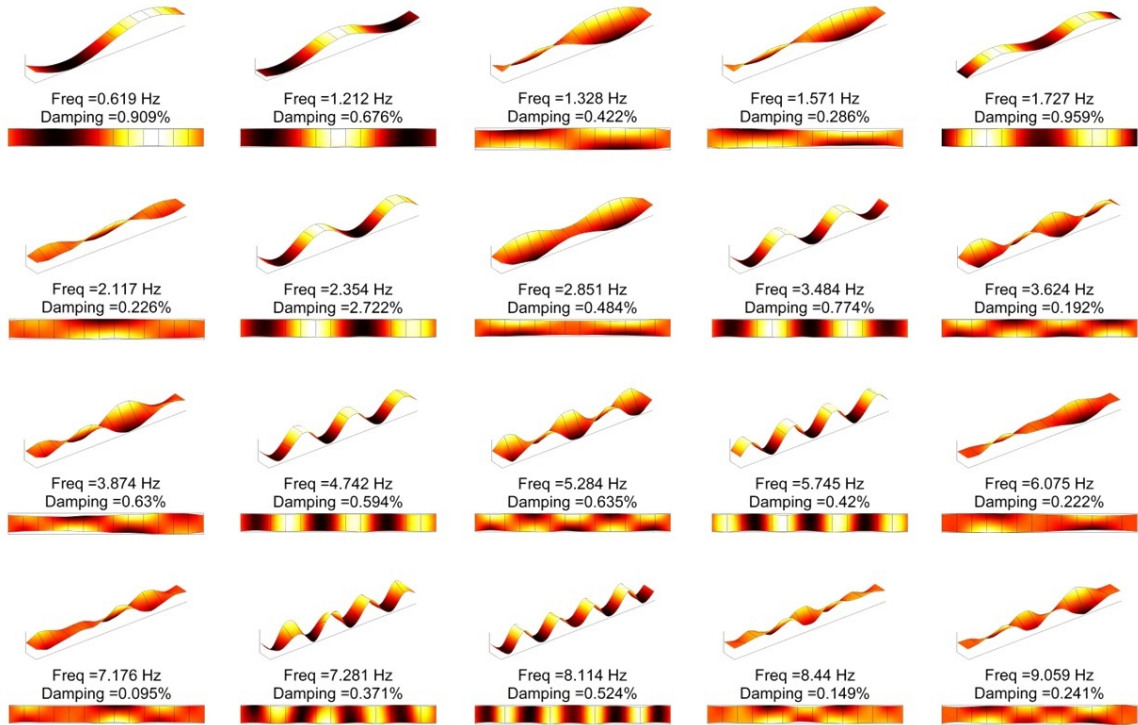 Freq =0.619 Hz
Damping =0.909%
Freq =1.212 Hz
Damping =0.676%
Freq =1.328 Hz
Damping =0.422%
Freq =1.571 Hz
Damping =0.286%
Freq =1.727 Hz
Damping =0.959%
Freq =2.117 Hz
Damping =0.226%
Freq =2.354 Hz
Damping =2.722%
Freq =2.851 Hz
Damping =0.484%
Freq =3.484 Hz
Damping =0.774%
Freq =3.624 Hz
Damping =0.192%
Freq =3.874 Hz
Damping =0.63%
Freq =4.742 Hz
Damping =0.594%
Freq =5.284 Hz
Damping =0.635%
Freq =5.745 Hz
Damping =0.42%
Freq =6.075 Hz
Damping =0.222%
Freq =7.176 Hz
Damping =0.095%
Freq =7.281 Hz
Damping =0.371%
Freq =8.114 Hz
Damping =0.524%
Freq =8.44 Hz
Damping =0.149%
Freq =9.059 Hz
Damping =0.241%